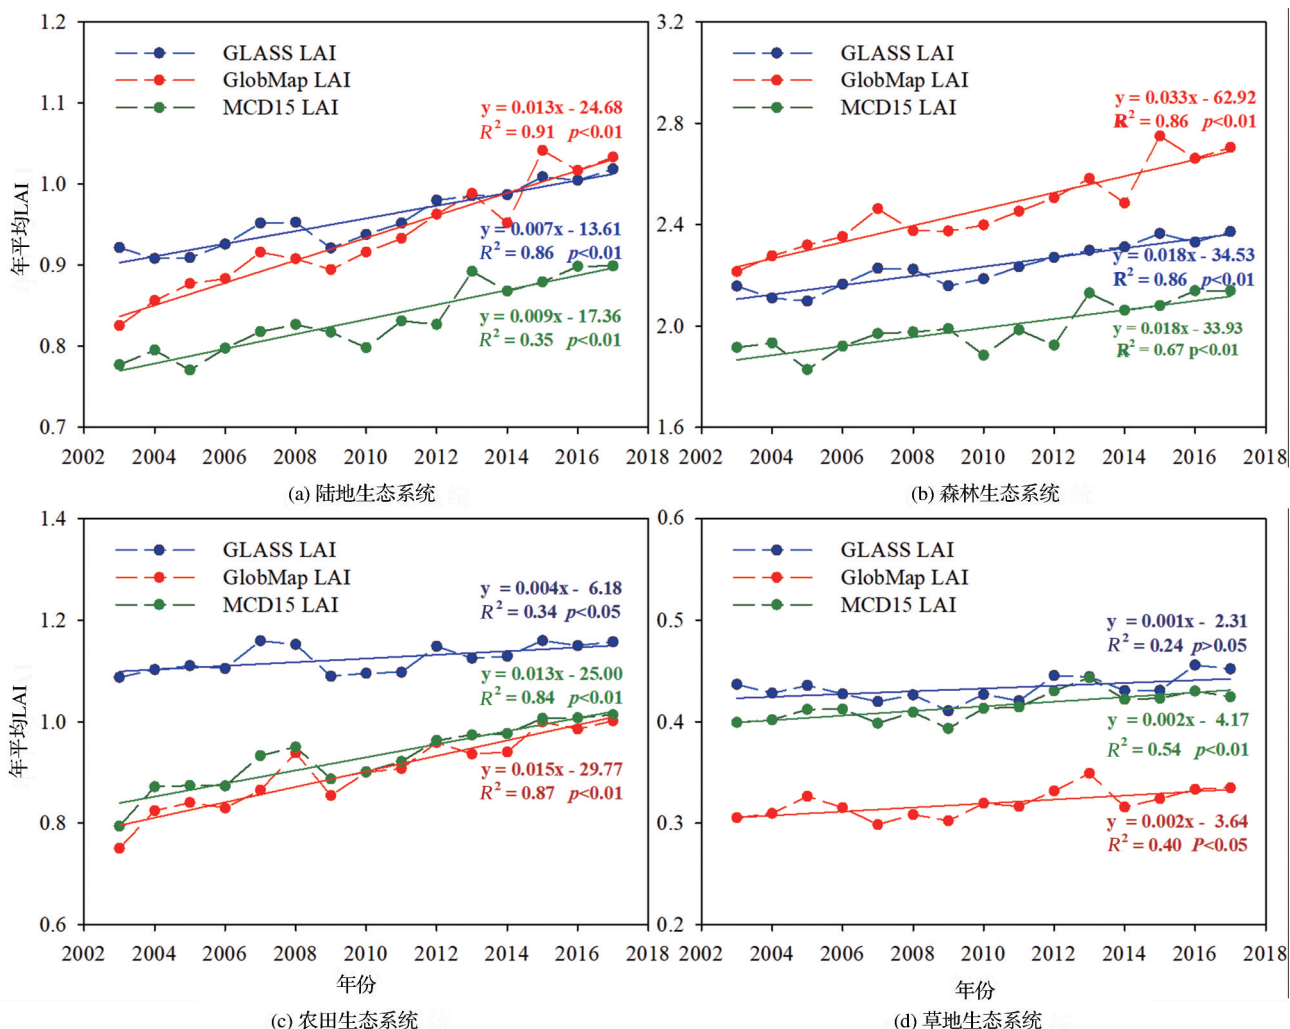 1.2
1.1
1.0
0.9
0.8
0.7
年平均LAI
GLASS LAI
GlobMap LAI
MCD15 LAI
y = 0.013x - 24.68
R² = 0.91 p<0.01
y = 0.007x - 13.61
R² = 0.86 p<0.01
y = 0.009x - 17.36
R² = 0.35 p<0.01
2002 2004 2006 2008 2010 2012 2014 2016 2018
(a) 陆地生态系统
3.2
2.8
2.4
2.0
1.6
GLASS LAI
GlobMap LAI
MCD15 LAI
y = 0.033x - 62.92
R² = 0.86 p<0.01
y = 0.018x - 34.53
R² = 0.86 p<0.01
y = 0.018x - 33.93
R² = 0.67 p<0.01
2002 2004 2006 2008 2010 2012 2014 2016 2018
(b) 森林生态系统
1.4
1.2
1.0
0.8
0.6
年平均LAI
GLASS LAI
GlobMap LAI
MCD15 LAI
y = 0.004x - 6.18
R² = 0.34 p<0.05
y = 0.013x - 25.00
R² = 0.84 p<0.01
y = 0.015x - 29.77
R² = 0.87 p<0.01
2002 2004 2006 2008 2010 2012 2014 2016 2018
年份
(c) 农田生态系统
0.6
0.5
0.4
0.3
0.2
GLASS LAI
GlobMap LAI
MCD15 LAI
y = 0.001x - 2.31
R² = 0.24 p>0.05
y = 0.002x - 4.17
R² = 0.54 p<0.01
y = 0.002x - 3.64
R² = 0.40 P<0.05
2002 2004 2006 2008 2010 2012 2014 2016 2018
年份
(d) 草地生态系统